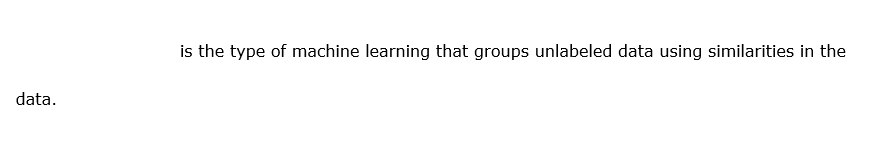 is the type of machine learning that groups unlabeled data using similarities in the
data.